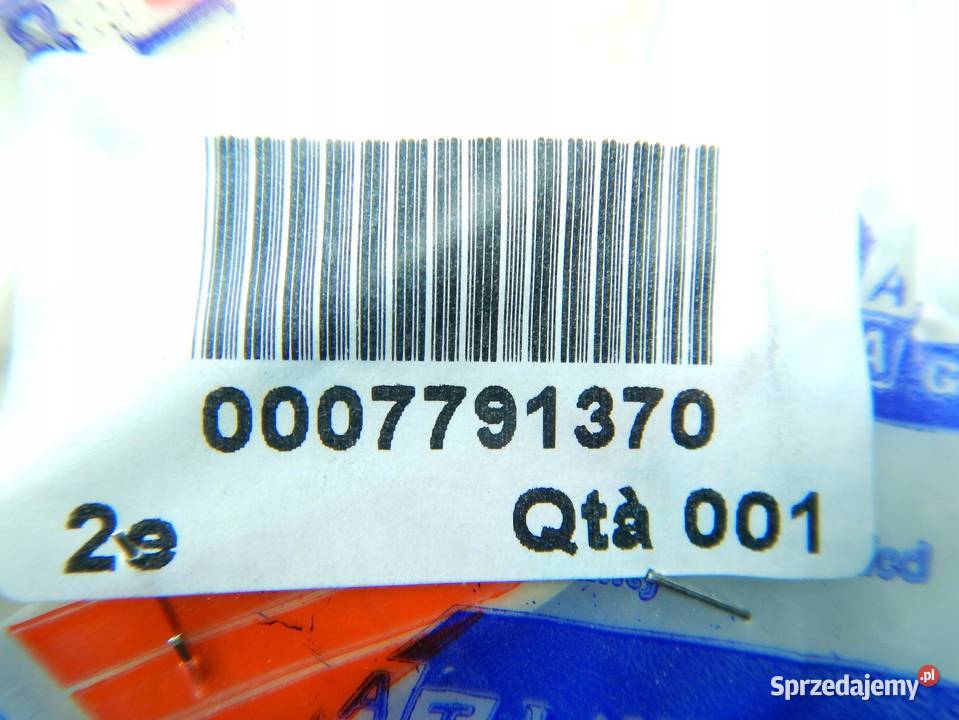 0007791370
2e Qtà 001
A
A G
A T
Sprzedajemy.pl